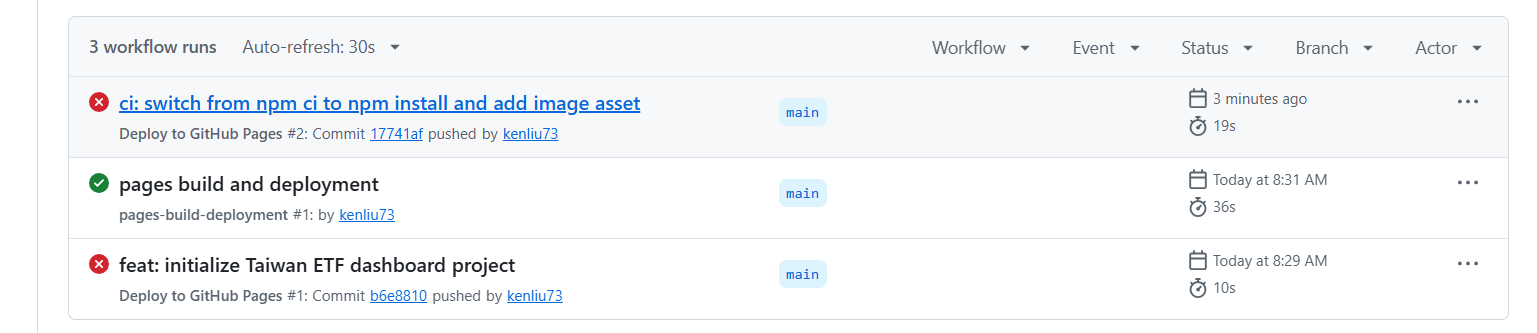 3 workflow runs Auto-refresh: 30s Workflow Event Status Branch Actor
ci: switch from npm ci to npm install and add image asset
Deploy to GitHub Pages #2: Commit 17741af pushed by kenliu73
main
3 minutes ago
19s
pages build and deployment
pages-build-deployment #1: by kenliu73
main
Today at 8:31 AM
36s
feat: initialize Taiwan ETF dashboard project
Deploy to GitHub Pages #1: Commit b6e8810 pushed by kenliu73
main
Today at 8:29 AM
10s